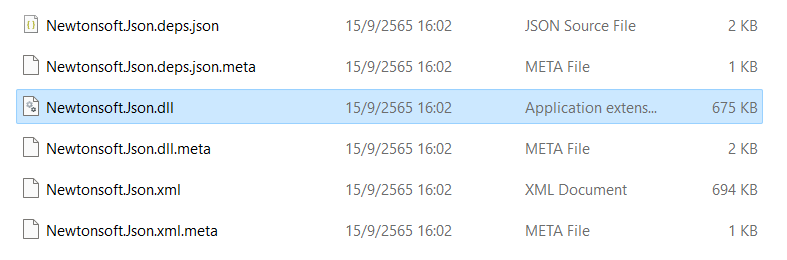 Newtonsoft.Json.deps.json 15/9/2565 16:02 JSON Source File 2 KB
Newtonsoft.Json.deps.json.meta 15/9/2565 16:02 META File 1 KB
Newtonsoft.Json.dll 15/9/2565 16:02 Application extens... 675 KB
Newtonsoft.Json.dll.meta 15/9/2565 16:02 META File 2 KB
Newtonsoft.Json.xml 15/9/2565 16:02 XML Document 694 KB
Newtonsoft.Json.xml.meta 15/9/2565 16:02 META File 1 KB